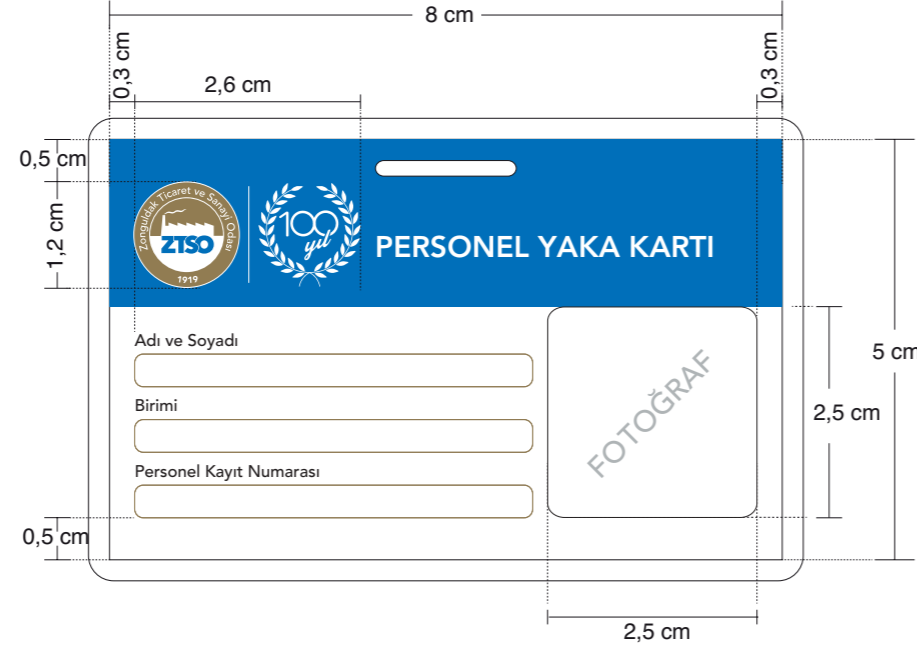 8 cm
0,3 cm
0,3 cm
2,6 cm
0,5 cm
1,2 cm
Zonguldak Ticaret ve Sanayi Odası
ZTSO
1919
100
yıl
PERSONEL YAKA KARTI
Adı ve Soyadı
Birimi
Personel Kayıt Numarası
FOTOĞRAF
5 cm
2,5 cm
0,5 cm
2,5 cm